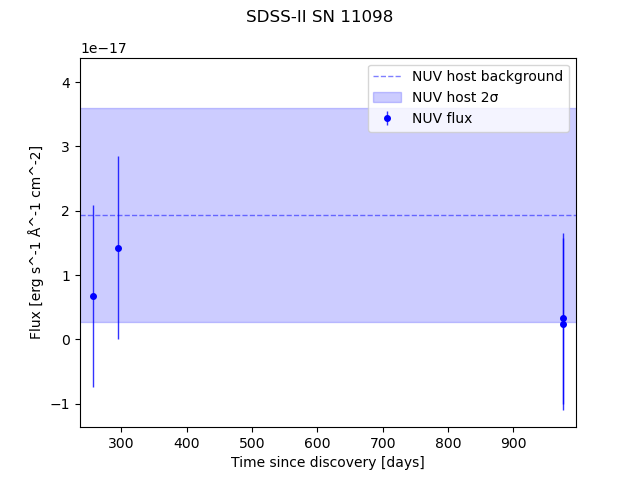 SDSS-II SN 11098
1e−17
NUV host background
NUV host 2σ
NUV flux
4
3
2
1
0
−1
Flux [erg s^-1 Å^-1 cm^-2]
300 400 500 600 700 800 900
Time since discovery [days]